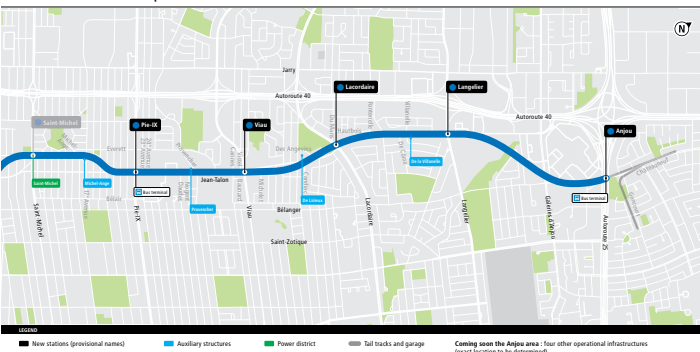 N
Jarry
Lacordaire
Langelier
Autoroute 40
Autoroute 40
Saint-Michel
Pie-IX
Viau
Anjou
Everett
Des Angevins
Jean-Talon
Saint-Michel
Michel-Ange
Bus terminal
Provencher
De Lisieux
De la Villanelle
Bus terminal
Bélair
Bélanger
Saint-Zotique
Saint Michel
Pie IX
Viau
Lacordaire
Langelier
Galeries d'Anjou
Autoroute 25
LEGEND
New stations (provisional names)
Auxiliary structures
Power district
Tail tracks and garage
Coming soon the Anjou area : four other operational infrastructures
(exact location to be determined)